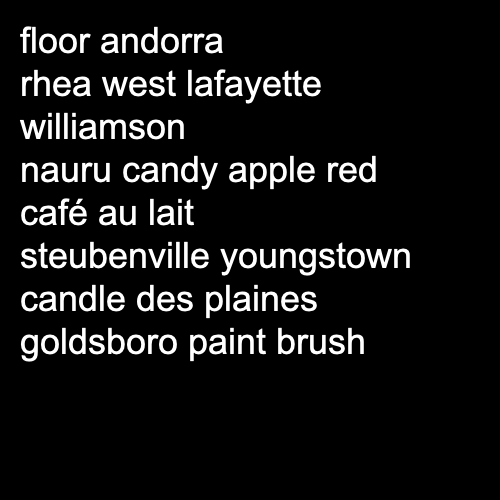 floor andorra
rhea west lafayette
williamson
nauru candy apple red
café au lait
steubenville youngstown
candle des plaines
goldsboro paint brush